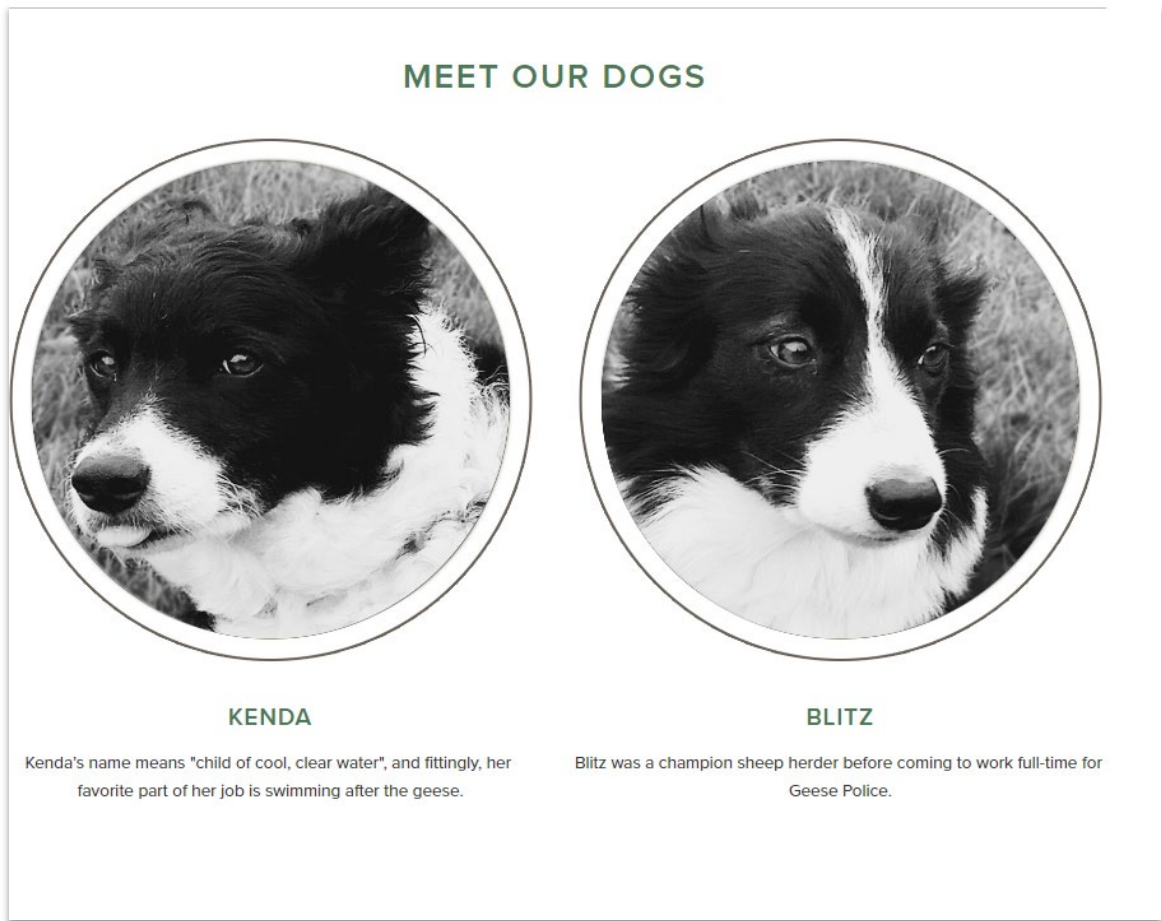 MEET OUR DOGS
KENDA
Kenda's name means "child of cool, clear water", and fittingly, her
favorite part of her job is swimming after the geese.
BLITZ
Blitz was a champion sheep herder before coming to work full-time for
Geese Police.